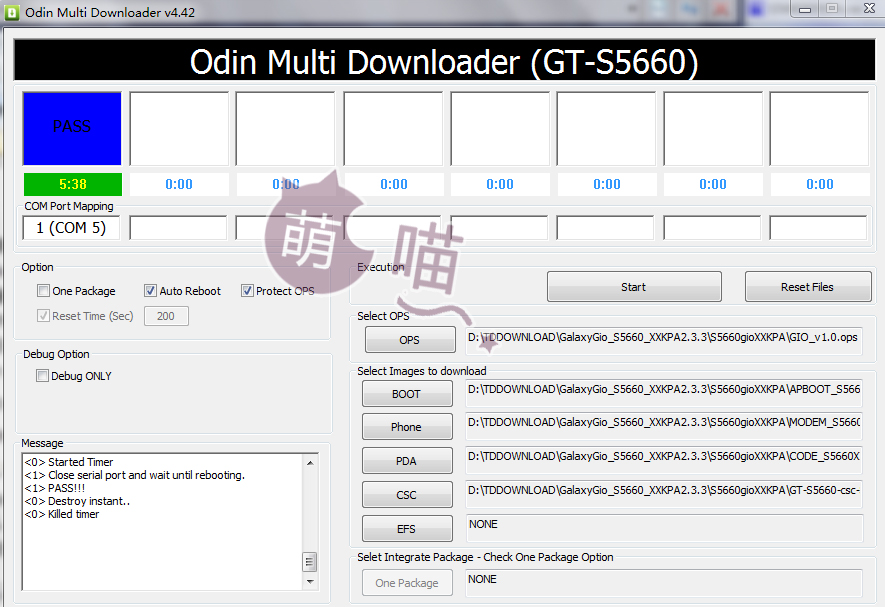 Odin Multi Downloader v4.42
Odin Multi Downloader (GT-S5660)
PASS
5:38 0:00 0:00 0:00 0:00 0:00 0:00 0:00
COM Port Mapping
1 (COM 5)
萌
喵
Option
One Package Auto Reboot Protect OPS
Reset Time (Sec) 200
Debug Option
Debug ONLY
Message
<0> Started Timer
<1> Close serial port and wait until rebooting.
<1> PASS!!!
<0> Destroy instant..
<0> Killed timer
Execution
Start Reset Files
Select OPS
OPS D:\TDDOWNLOAD\GalaxyGio_S5660_XXKPA2.3.3\S5660gioXXKPA\GIO_v1.0.ops
Select Images to download
BOOT D:\TDDOWNLOAD\GalaxyGio_S5660_XXKPA2.3.3\S5660gioXXKPA\APBOOT_S566
Phone D:\TDDOWNLOAD\GalaxyGio_S5660_XXKPA2.3.3\S5660gioXXKPA\MODEM_S5660
PDA D:\TDDOWNLOAD\GalaxyGio_S5660_XXKPA2.3.3\S5660gioXXKPA\CODE_S5660X
CSC D:\TDDOWNLOAD\GalaxyGio_S5660_XXKPA2.3.3\S5660gioXXKPA\GT-S5660-csc-
EFS NONE
Selet Integrate Package - Check One Package Option
One Package NONE